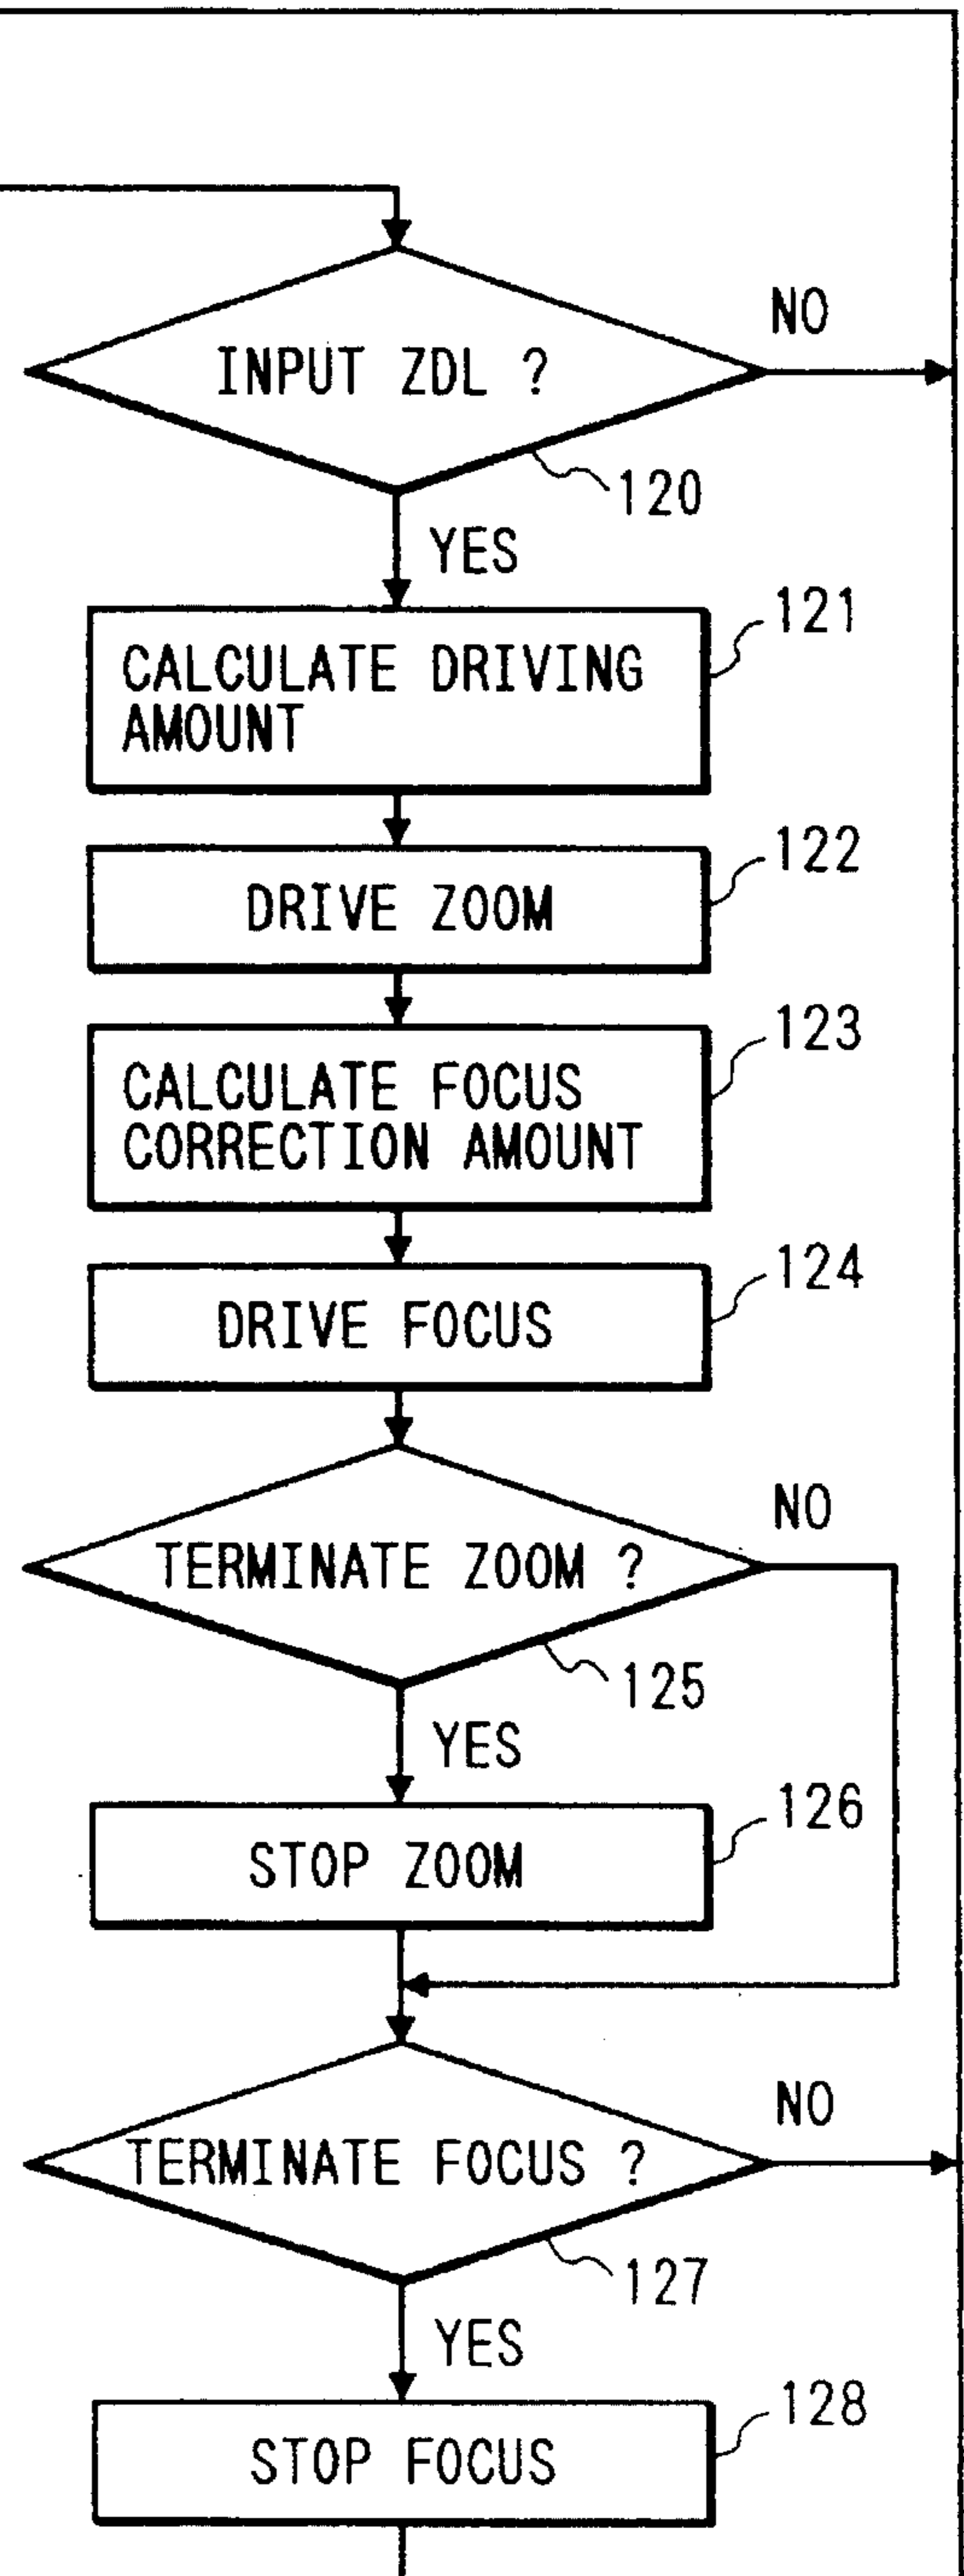 NO
INPUT ZDL ?
120
YES
121
CALCULATE DRIVING
AMOUNT
122
DRIVE ZOOM
123
CALCULATE FOCUS
CORRECTION AMOUNT
124
DRIVE FOCUS
NO
TERMINATE ZOOM ?
125
YES
126
STOP ZOOM
NO
TERMINATE FOCUS ?
127
YES
128
STOP FOCUS